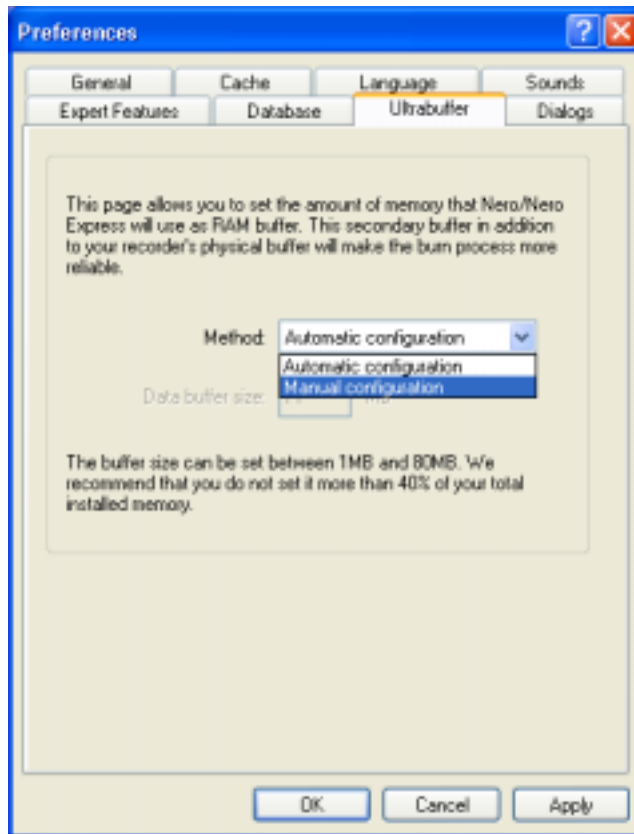 Preferences
General Cache Language Sounds
Expert Features Database Ultrabuffer Dialogs
This page allows you to set the amount of memory that Nero/Nero
Express will use as RAM buffer. This secondary buffer in addition
to your recorder's physical buffer will make the burn process more
reliable.
Method: Automatic configuration
Automatic configuration
Manual configuration
Data buffer size: MB
The buffer size can be set between 1MB and 80MB. We
recommend that you do not set it more than 40% of your total
installed memory.
OK Cancel Apply